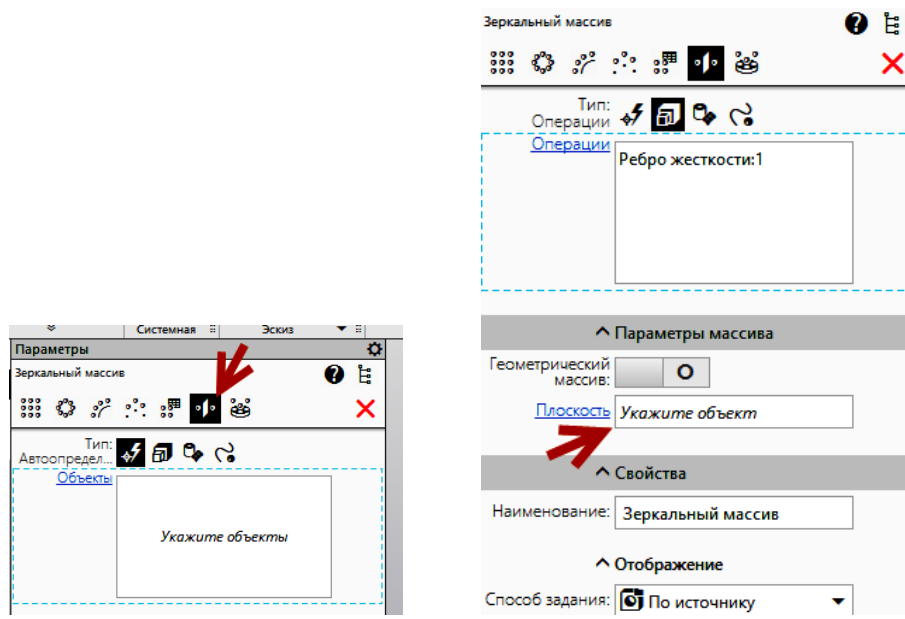 Системная
Эскиз
Параметры
Зеркальный массив
Тип:
Автоопредел...
Объекты
Укажите объекты
Зеркальный массив
Тип:
Операции
Операции
Ребро жесткости:1
Параметры массива
Геометрический
массив:
Плоскость
Укажите объект
Свойства
Наименование:
Зеркальный массив
Отображение
Способ задания:
По источнику